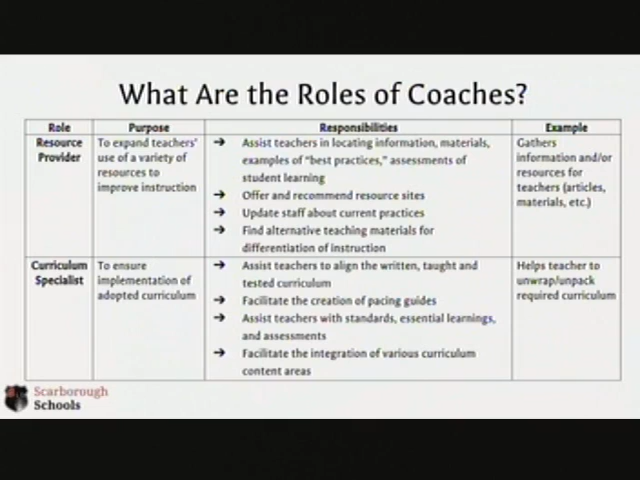 What Are the Roles of Coaches?
Role Purpose Responsibilities Example
Resource
Provider
To expand teachers'
use of a variety of
resources to
improve instruction
➔ Assist teachers in locating information, materials,
examples of "best practices," assessments of
student learning
➔ Offer and recommend resource sites
➔ Update staff about current practices
➔ Find alternative teaching materials for
differentiation of instruction
Gathers
information and/or
resources for
teachers (articles,
materials, etc.)
Curriculum
Specialist
To ensure
implementation of
adopted curriculum
➔ Assist teachers to align the written, taught and
tested curriculum
➔ Facilitate the creation of pacing guides
➔ Assist teachers with standards, essential learnings,
and assessments
➔ Facilitate the integration of various curriculum
content areas
Helps teacher to
unwrap/unpack
required curriculum
Scarborough
Schools